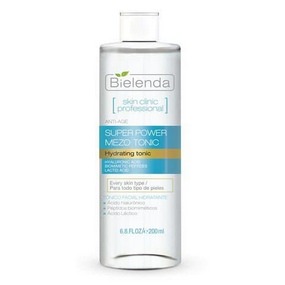 Bielenda
[ skin clinic
professional ]
ANTI-AGE
SUPER POWER
MEZO TONIC
Hydrating tonic
HYALURONIC ACID
BIOMIMETIC PEPTIDES
LACTIC ACID
Every skin type /
Para todo tipo de pieles
TÓNICO FACIAL HIDRATANTE
• Ácido hialurónico
• Péptidos biomiméticos
• Ácido Láctico
6.8 FL.OZ/℮200ml